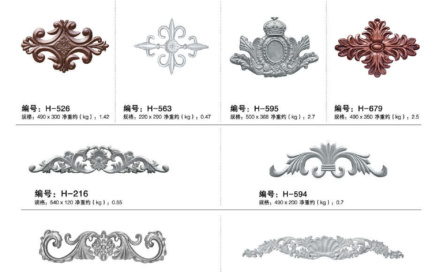 编号：H-526
规格：490 x 300 净重约（kg）：1.42
编号：H-563
规格：220 x 290 净重约（kg）：0.47
编号：H-595
规格：500 x 366 净重约（kg）：2.7
编号：H-679
规格：490 x 350 净重约（kg）：2.5
编号：H-216
规格：540 x 120 净重约（kg）：0.55
编号：H-594
规格：490 x 200 净重约（kg）：0.7